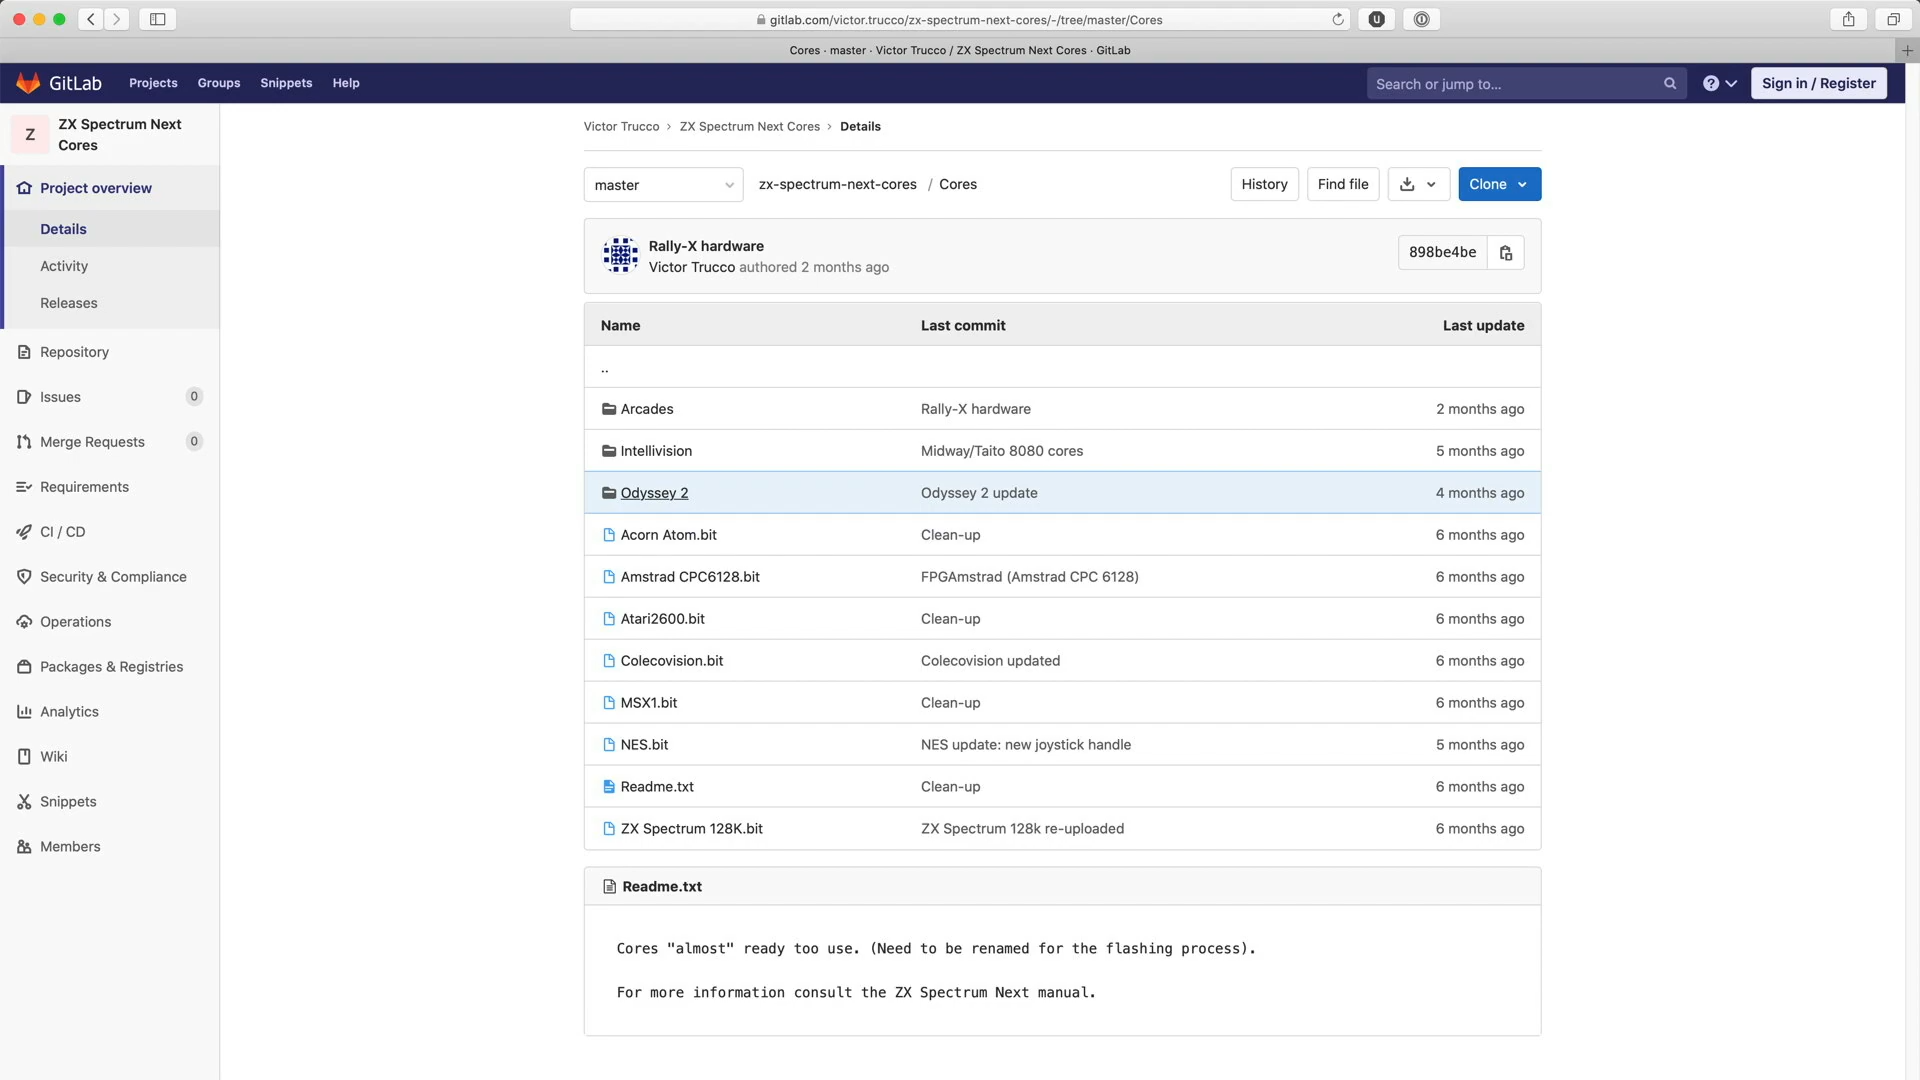 gitlab.com/victor.trucco/zx-spectrum-next-cores/-/tree/master/Cores
Cores · master · Victor Trucco / ZX Spectrum Next Cores · GitLab
GitLab Projects Groups Snippets Help Search or jump to... Sign in / Register
Z ZX Spectrum Next Cores
Project overview
Details
Activity
Releases
Repository
Issues 0
Merge Requests 0
Requirements
CI / CD
Security & Compliance
Operations
Packages & Registries
Analytics
Wiki
Snippets
Members
Victor Trucco › ZX Spectrum Next Cores › Details
master zx-spectrum-next-cores / Cores History Find file Clone
Rally-X hardware
Victor Trucco authored 2 months ago
898be4be
Name Last commit Last update
..
Arcades Rally-X hardware 2 months ago
Intellivision Midway/Taito 8080 cores 5 months ago
Odyssey 2 Odyssey 2 update 4 months ago
Acorn Atom.bit Clean-up 6 months ago
Amstrad CPC6128.bit FPGAmstrad (Amstrad CPC 6128) 6 months ago
Atari2600.bit Clean-up 6 months ago
Colecovision.bit Colecovision updated 6 months ago
MSX1.bit Clean-up 6 months ago
NES.bit NES update: new joystick handle 5 months ago
Readme.txt Clean-up 6 months ago
ZX Spectrum 128K.bit ZX Spectrum 128k re-uploaded 6 months ago
Readme.txt
Cores "almost" ready too use. (Need to be renamed for the flashing process).
For more information consult the ZX Spectrum Next manual.